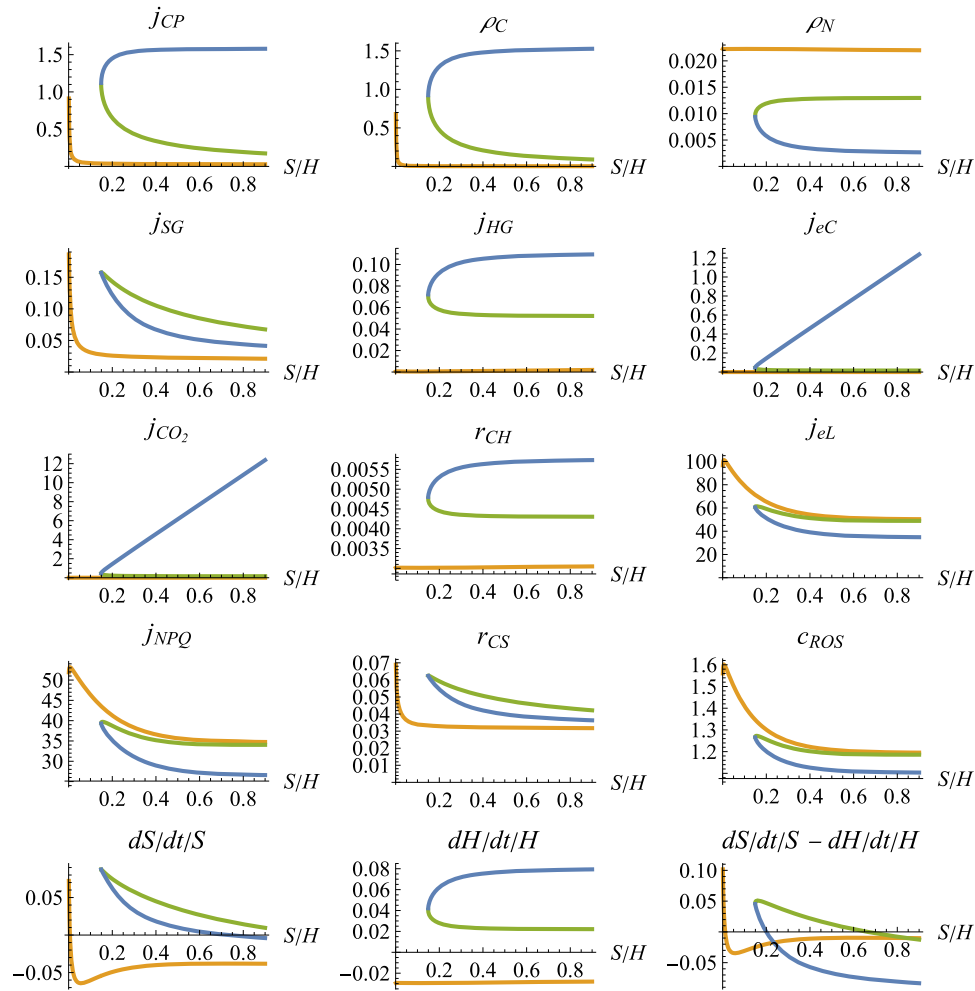 j_CP ρ_C ρ_N
1.5 1.0 0.5 0.2 0.4 0.6 0.8 S/H
1.5 1.0 0.5 0.2 0.4 0.6 0.8 S/H
0.020 0.015 0.010 0.005 0.2 0.4 0.6 0.8 S/H
j_SG j_HG j_eC
0.15 0.10 0.05 0.2 0.4 0.6 0.8 S/H
0.10 0.08 0.06 0.04 0.02 0.2 0.4 0.6 0.8 S/H
1.2 1.0 0.8 0.6 0.4 0.2 0.2 0.4 0.6 0.8 S/H
j_CO₂ r_CH j_eL
12 10 8 6 4 2 0.2 0.4 0.6 0.8 S/H
0.0055 0.0050 0.0045 0.0040 0.0035 0.2 0.4 0.6 0.8 S/H
100 80 60 40 20 0.2 0.4 0.6 0.8 S/H
j_NPQ r_CS c_ROS
50 45 40 35 30 0.2 0.4 0.6 0.8 S/H
0.07 0.06 0.05 0.04 0.03 0.02 0.01 0.2 0.4 0.6 0.8 S/H
1.6 1.5 1.4 1.3 1.2 0.2 0.4 0.6 0.8 S/H
dS/dt/S dH/dt/H dS/dt/S − dH/dt/H
0.05 −0.05 0.2 0.4 0.6 0.8 S/H
0.08 0.06 0.04 0.02 −0.02 0.2 0.4 0.6 0.8 S/H
0.10 0.05 −0.05 0.2 0.4 0.6 0.8 S/H